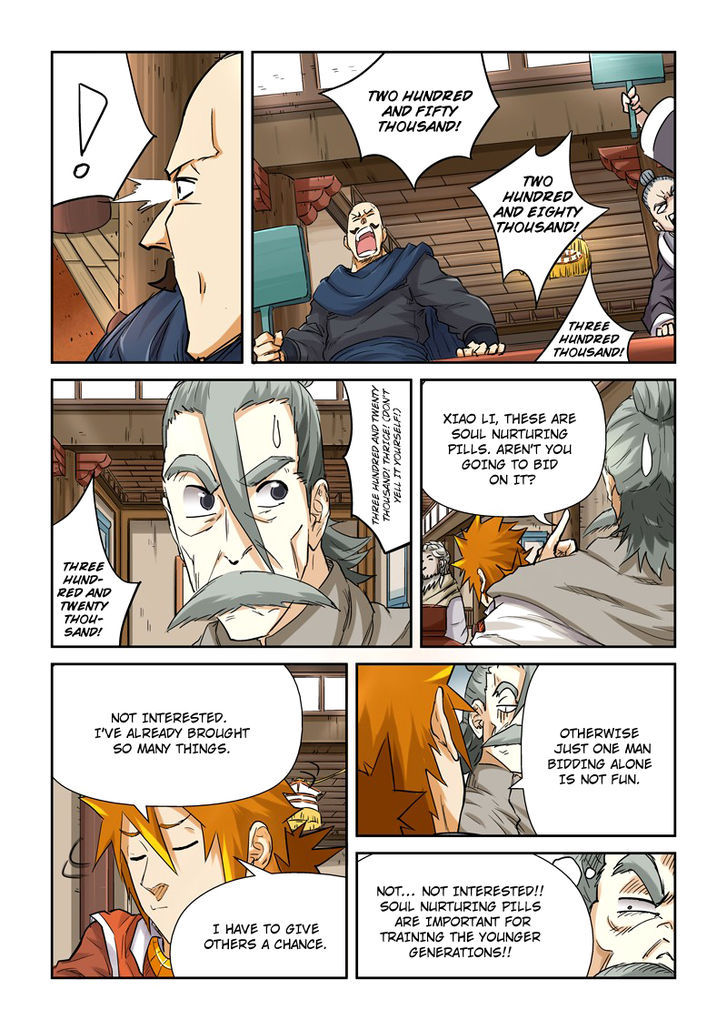 !
TWO HUNDRED
AND FIFTY
THOUSAND!
TWO
HUNDRED
AND EIGHTY
THOUSAND!
THREE
HUNDRED
THOUSAND!
THREE
HUND-
RED AND
TWENTY
THOU-
SAND!
THREE HUNDRED AND TWENTY
THOUSAND! THRICE! (DON'T
YELL IT YOURSELF!)
XIAO LI, THESE ARE
SOUL NURTURING
PILLS. AREN'T YOU
GOING TO BID
ON IT?
NOT INTERESTED.
I'VE ALREADY BROUGHT
SO MANY THINGS.
I HAVE TO GIVE
OTHERS A CHANCE.
OTHERWISE
JUST ONE MAN
BIDDING ALONE
IS NOT FUN.
NOT... NOT INTERESTED!!
SOUL NURTURING PILLS
ARE IMPORTANT FOR
TRAINING THE YOUNGER
GENERATIONS!!